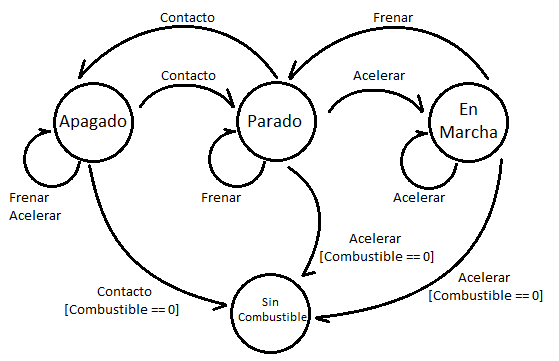 Contacto
Frenar
Contacto
Acelerar
Apagado
Parado
En
Marcha
Frenar
Acelerar
Frenar
Acelerar
Acelerar
[Combustible == 0]
Contacto
[Combustible == 0]
Acelerar
[Combustible == 0]
Sin
Combustible